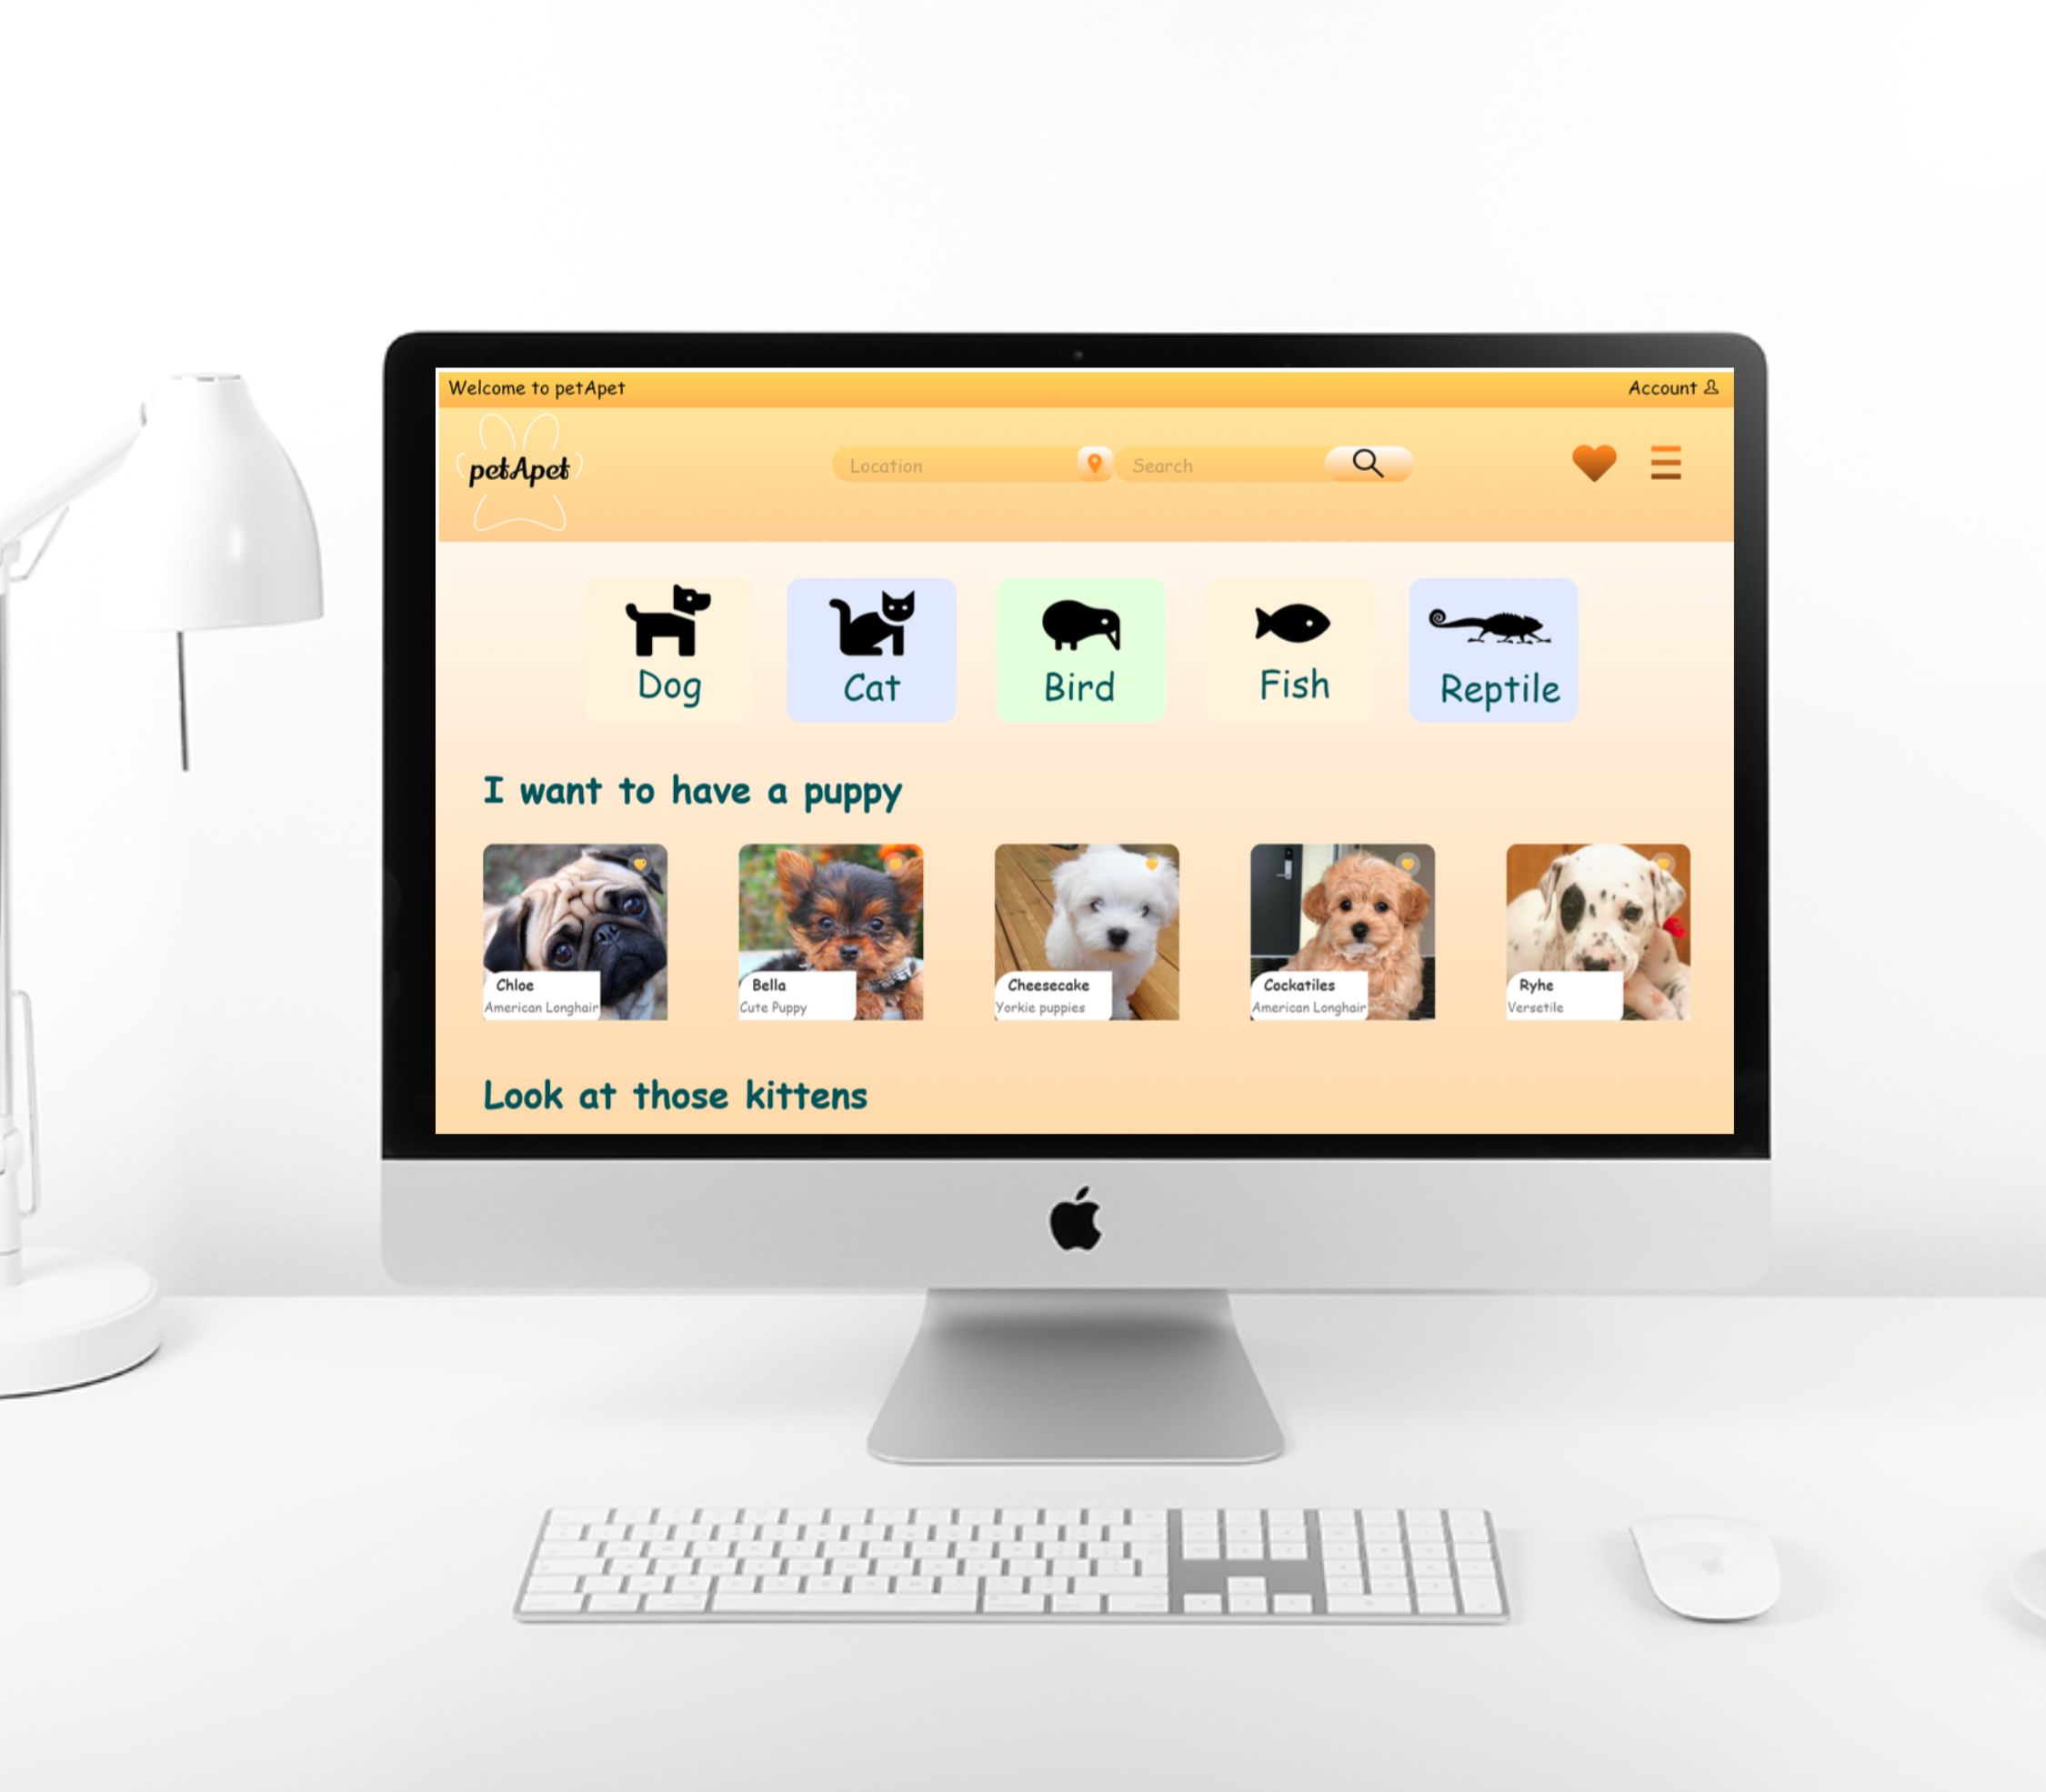 Welcome to petApet
Account
petApet
Location
Search
Dog
Cat
Bird
Fish
Reptile
I want to have a puppy
Chloe
American Longhair
Bella
Cute Puppy
Cheesecake
Yorkie puppies
Cockatiles
American Longhair
Ryhe
Versetile
Look at those kittens